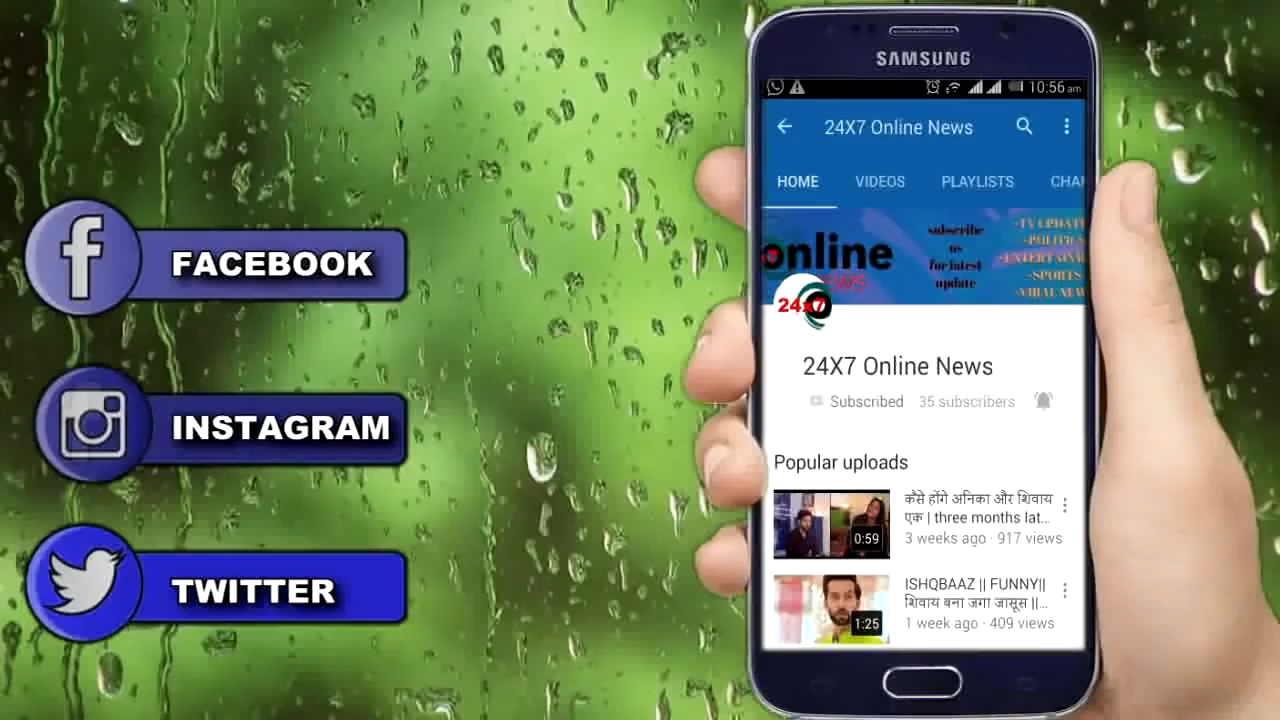 FACEBOOK
INSTAGRAM
TWITTER
SAMSUNG
10:56 am
24X7 Online News
HOME VIDEOS PLAYLISTS CHA
online
subscribe
us
for latest
update
-TV UPDATE
-POLITICS
-ENTERTAINM
-SPORTS
-VIRAL NEW
24x7
24X7 Online News
Subscribed 35 subscribers
Popular uploads
कैसे होंगे अनिका और शिवाय
एक | three months lat...
3 weeks ago · 917 views
0:59
ISHQBAAZ || FUNNY||
शिवाय बना जगा जासूस ||...
1 week ago · 409 views
1:25